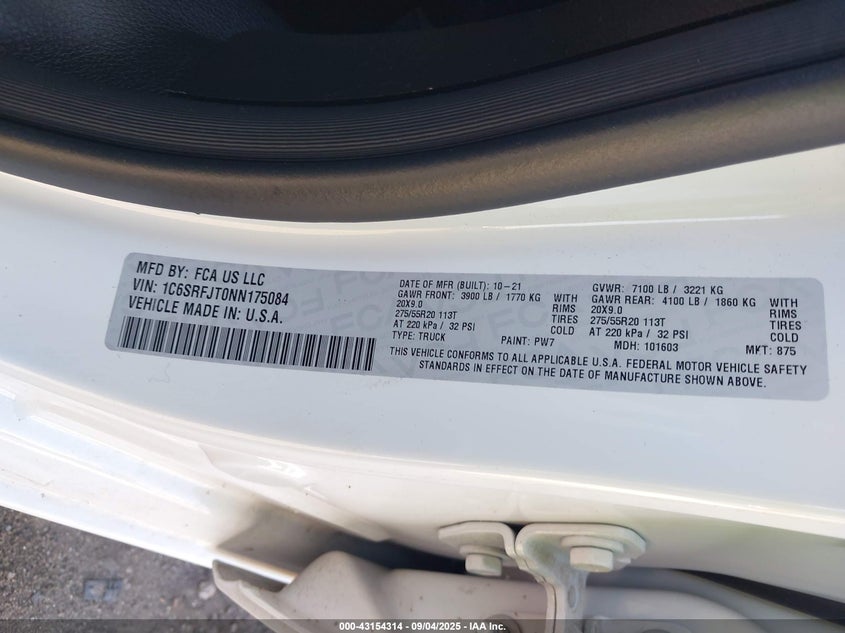 MFD BY: FCA US LLC
VIN: 1C6SRFJT0NN175084
VEHICLE MADE IN: U.S.A.
DATE OF MFR (BUILT): 10-21
GAWR FRONT: 3900 LB / 1770 KG WITH
20X9.0 RIMS
275/55R20 113T TIRES
AT 220 kPa / 32 PSI COLD
TYPE: TRUCK PAINT: PW7
GVWR: 7100 LB / 3221 KG
GAWR REAR: 4100 LB / 1860 KG WITH
20X9.0 RIMS
275/55R20 113T TIRES
AT 220 kPa / 32 PSI COLD
MDH: 101603 MKT: 875
THIS VEHICLE CONFORMS TO ALL APPLICABLE U.S.A. FEDERAL MOTOR VEHICLE SAFETY
STANDARDS IN EFFECT ON THE DATE OF MANUFACTURE SHOWN ABOVE.
000-43154314 - 09/04/2025 - IAA Inc.